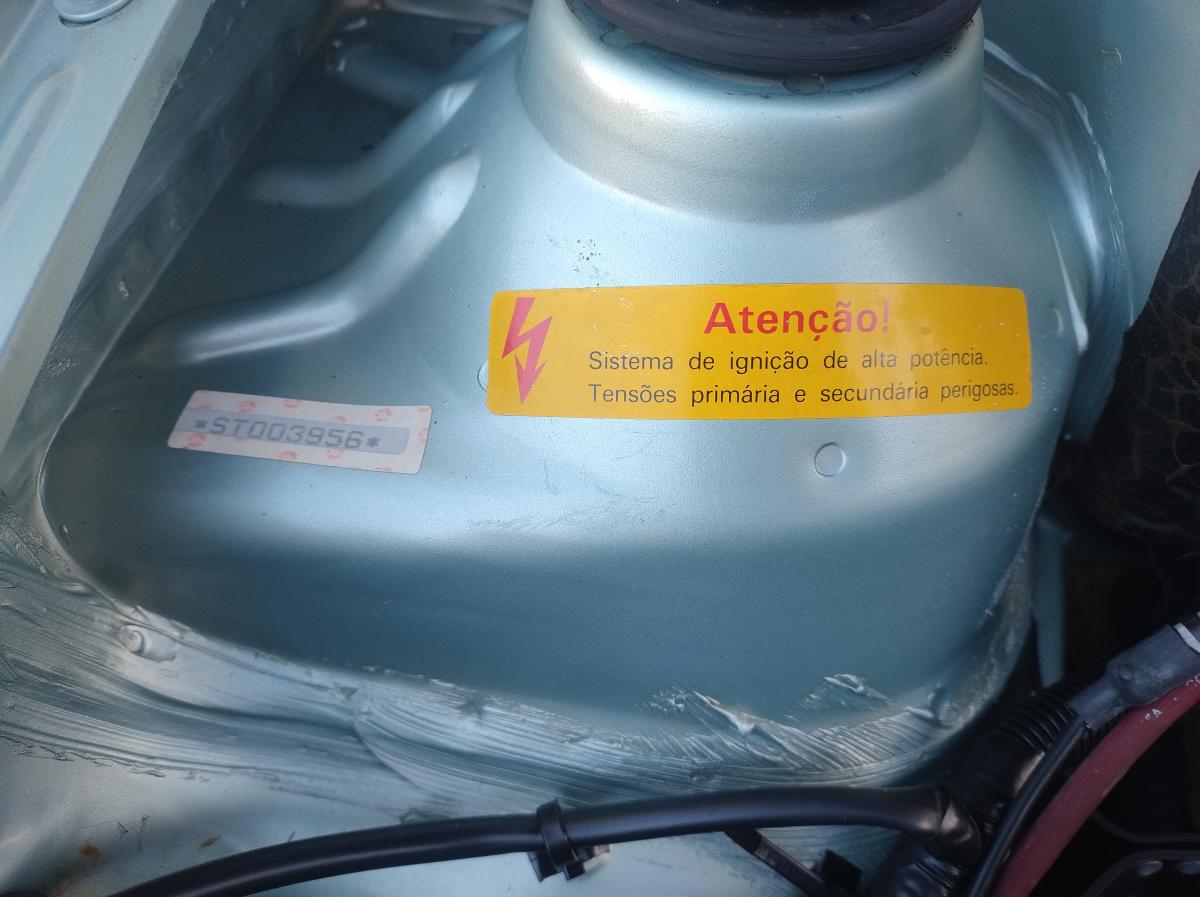 Atenção!
Sistema de ignição de alta potência.
Tensões primária e secundária perigosas.
*ST003956*